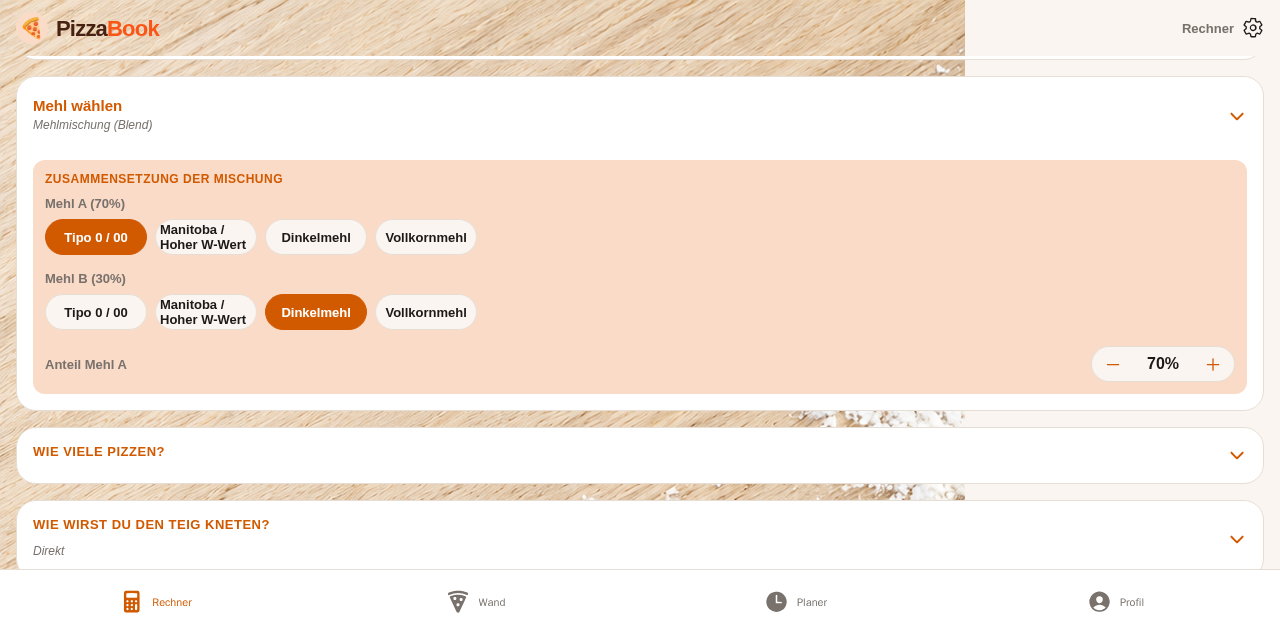 PizzaBook
Rechner
Mehl wählen
Mehlmischung (Blend)
ZUSAMMENSETZUNG DER MISCHUNG
Mehl A (70%)
Tipo 0 / 00
Manitoba /
Hoher W-Wert
Dinkelmehl
Vollkornmehl
Mehl B (30%)
Tipo 0 / 00
Manitoba /
Hoher W-Wert
Dinkelmehl
Vollkornmehl
Anteil Mehl A
70%
WIE VIELE PIZZEN?
WIE WIRST DU DEN TEIG KNETEN?
Direkt
Rechner
Wand
Planer
Profil